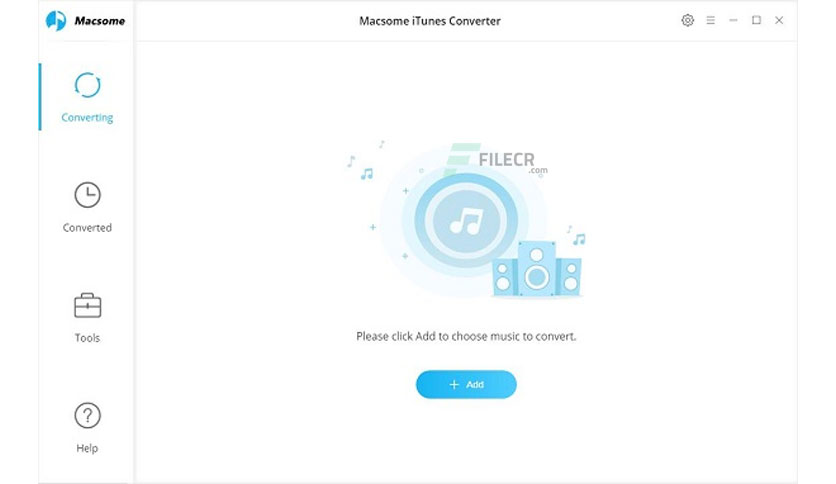 Macsome
Macsome iTunes Converter
Converting
FILECR
.com
Converted
Tools
Please click Add to choose music to convert.
+ Add
Help